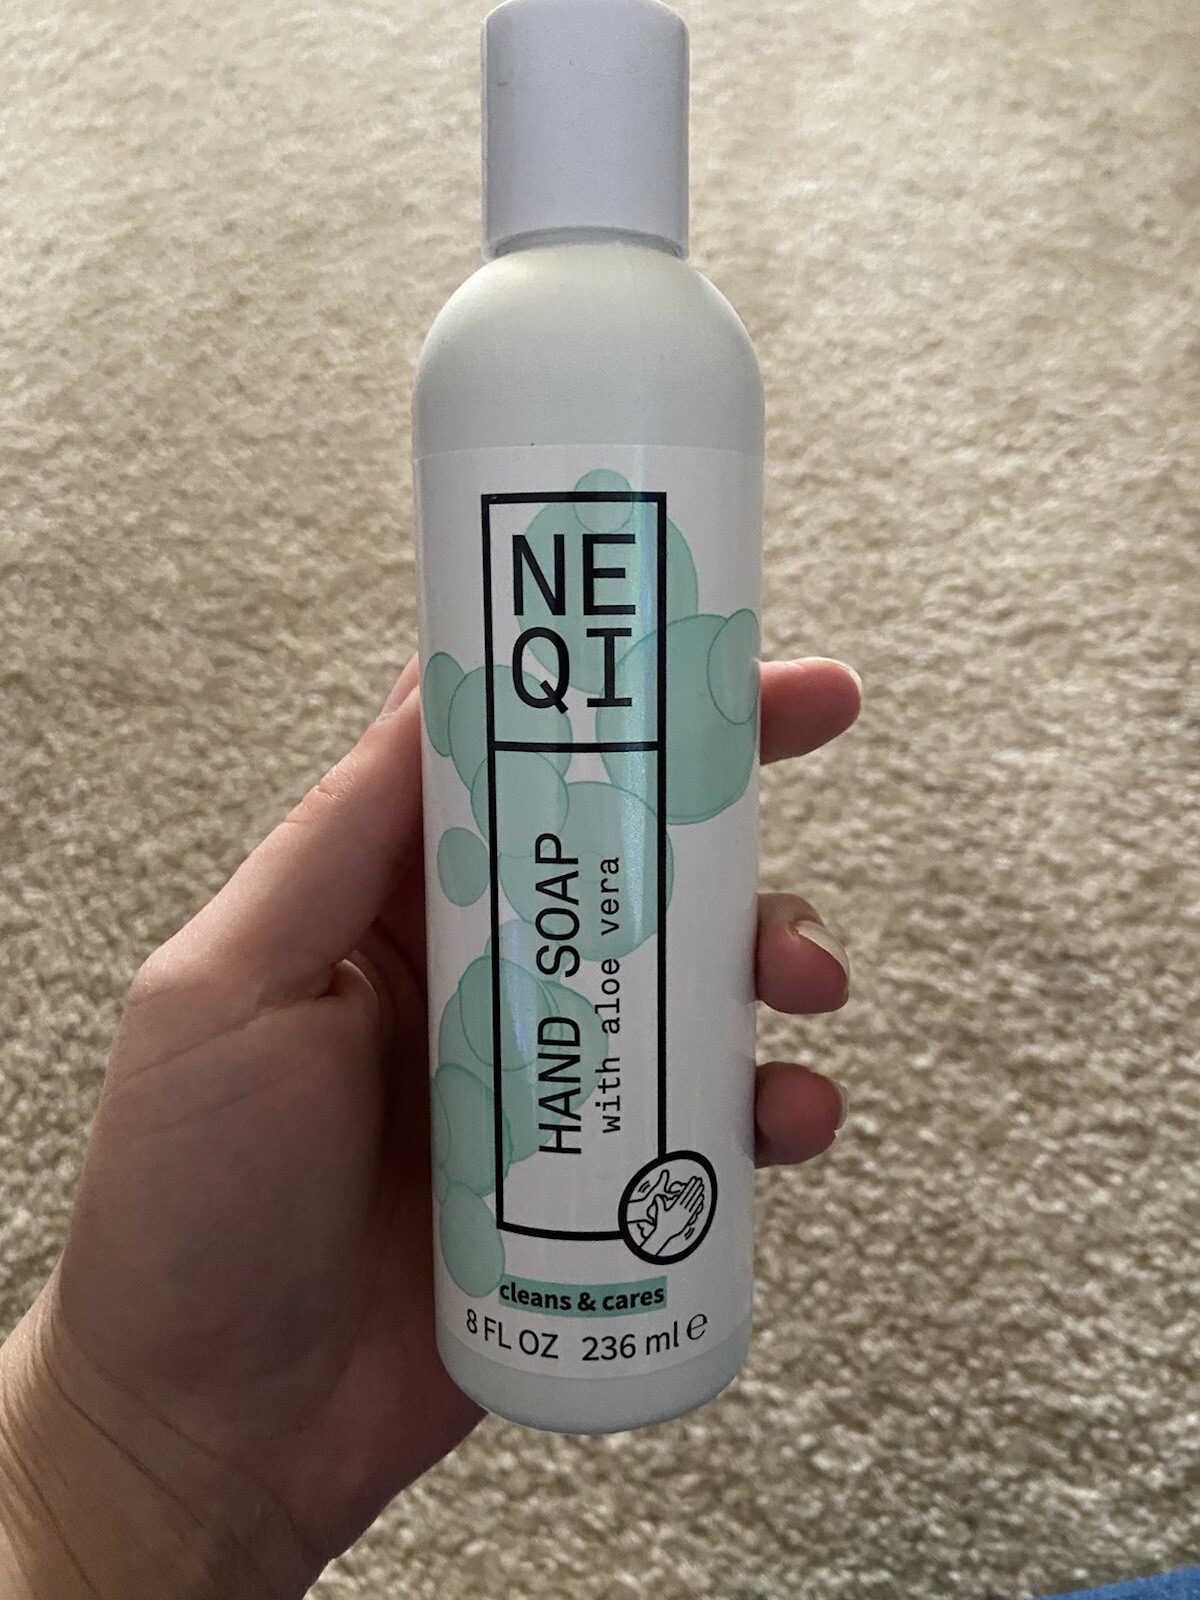 NE
QI
HAND SOAP
with aloe vera
cleans & cares
8 FL OZ 236 ml ℮